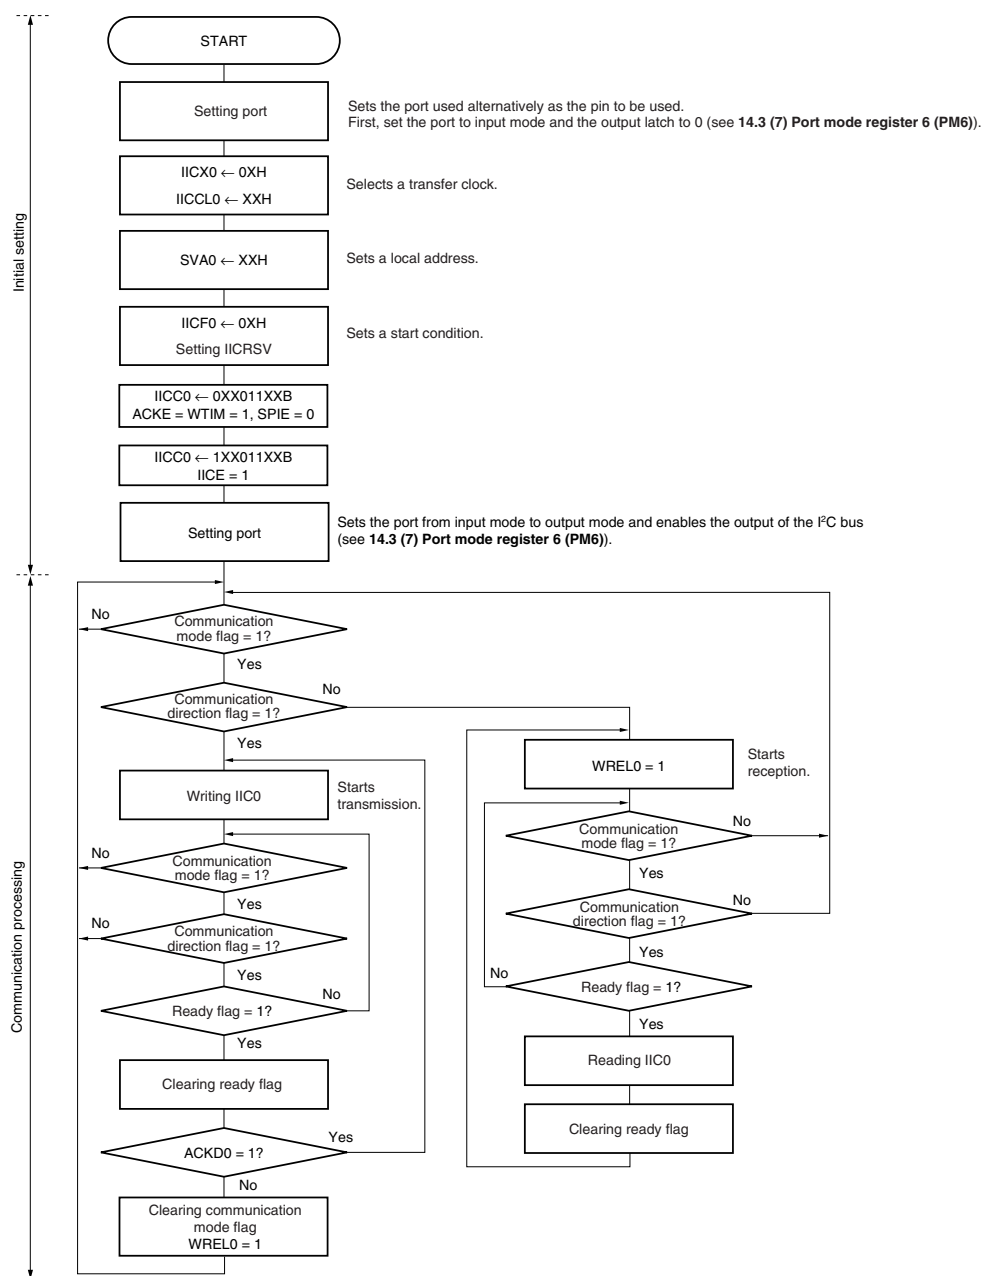 START
Setting port
Sets the port used alternatively as the pin to be used.
First, set the port to input mode and the output latch to 0 (see 14.3 (7) Port mode register 6 (PM6)).
IICX0 ← 0XH
IICCL0 ← XXH
Selects a transfer clock.
SVA0 ← XXH
Sets a local address.
IICF0 ← 0XH
Setting IICRSV
Sets a start condition.
IICC0 ← 0XX011XXB
ACKE = WTIM = 1, SPIE = 0
IICC0 ← 1XX011XXB
IICE = 1
Setting port
Sets the port from input mode to output mode and enables the output of the I²C bus
(see 14.3 (7) Port mode register 6 (PM6)).
Initial setting
Communication processing
No
Communication
mode flag = 1?
Yes
No
Communication
direction flag = 1?
Yes
Writing IIC0
Starts
transmission.
No
Communication
mode flag = 1?
Yes
No
Communication
direction flag = 1?
Yes
No
Ready flag = 1?
Yes
Clearing ready flag
Yes
ACKD0 = 1?
No
Clearing communication
mode flag
WREL0 = 1
WREL0 = 1
Starts
reception.
No
Communication
mode flag = 1?
Yes
No
Communication
direction flag = 1?
Yes
No
Ready flag = 1?
Yes
Reading IIC0
Clearing ready flag